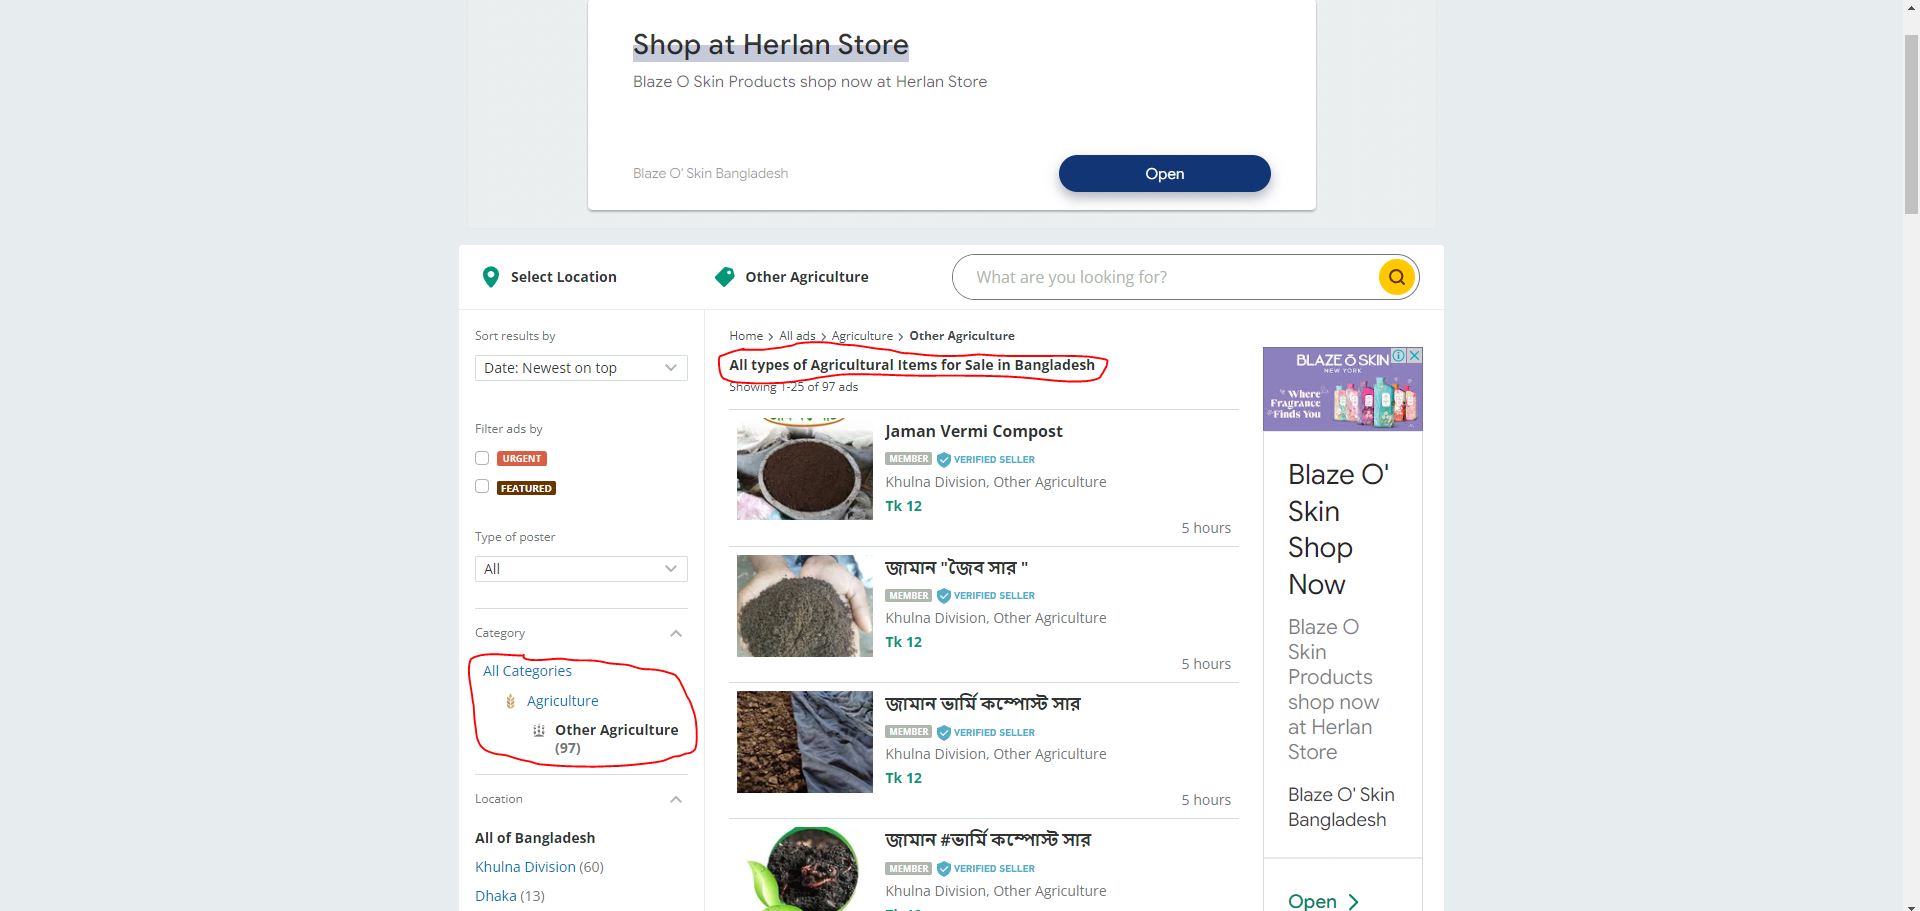 Shop at Herlan Store
Blaze O Skin Products shop now at Herlan Store
Blaze O' Skin Bangladesh
Open
Select Location
Other Agriculture
What are you looking for?
Sort results by
Date: Newest on top
Filter ads by
URGENT
FEATURED
Type of poster
All
Category
All Categories
Agriculture
Other Agriculture
(97)
Location
All of Bangladesh
Khulna Division (60)
Dhaka (13)
Home > All ads > Agriculture > Other Agriculture
All types of Agricultural Items for Sale in Bangladesh
Showing 1-25 of 97 ads
Jaman Vermi Compost
MEMBER VERIFIED SELLER
Khulna Division, Other Agriculture
Tk 12
5 hours
জামান "জৈব সার "
MEMBER VERIFIED SELLER
Khulna Division, Other Agriculture
Tk 12
5 hours
জামান ভার্মি কম্পোস্ট সার
MEMBER VERIFIED SELLER
Khulna Division, Other Agriculture
Tk 12
5 hours
জামান #ভার্মি কম্পোস্ট সার
MEMBER VERIFIED SELLER
Khulna Division, Other Agriculture
BLAZE O SKIN
NEW YORK
Where
Fragrance
Finds You
Blaze O'
Skin
Shop
Now
Blaze O
Skin
Products
shop now
at Herlan
Store
Blaze O' Skin
Bangladesh
Open